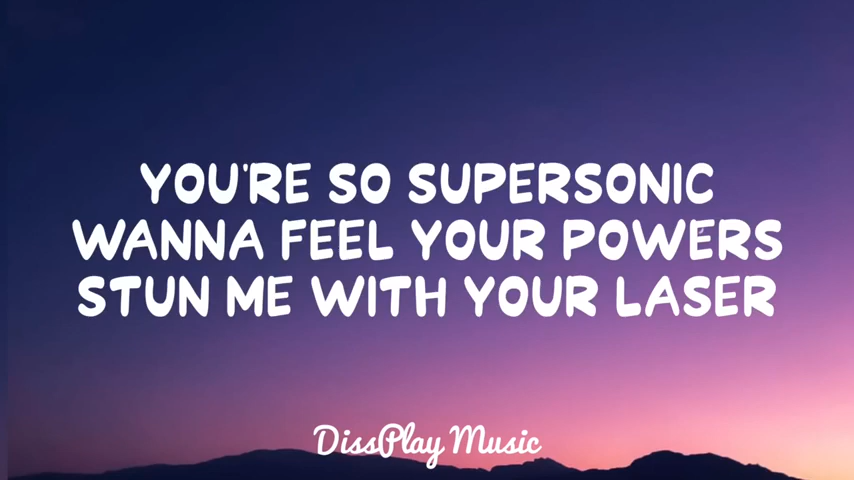 YOU'RE SO SUPERSONIC
WANNA FEEL YOUR POWERS
STUN ME WITH YOUR LASER
DissPlay Music